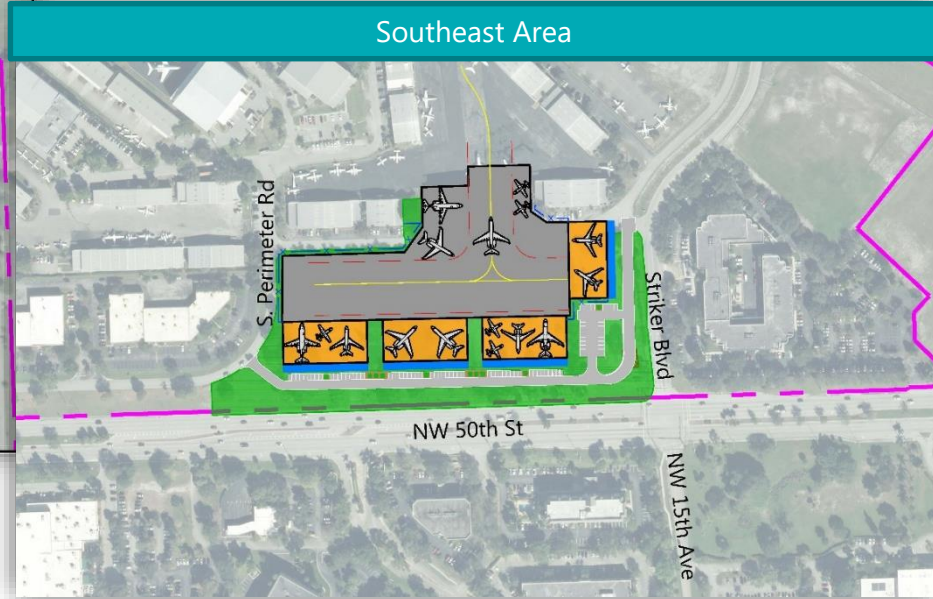 Southeast Area
S. Perimeter Rd
Striker Blvd
NW 50th St
NW 15th Ave